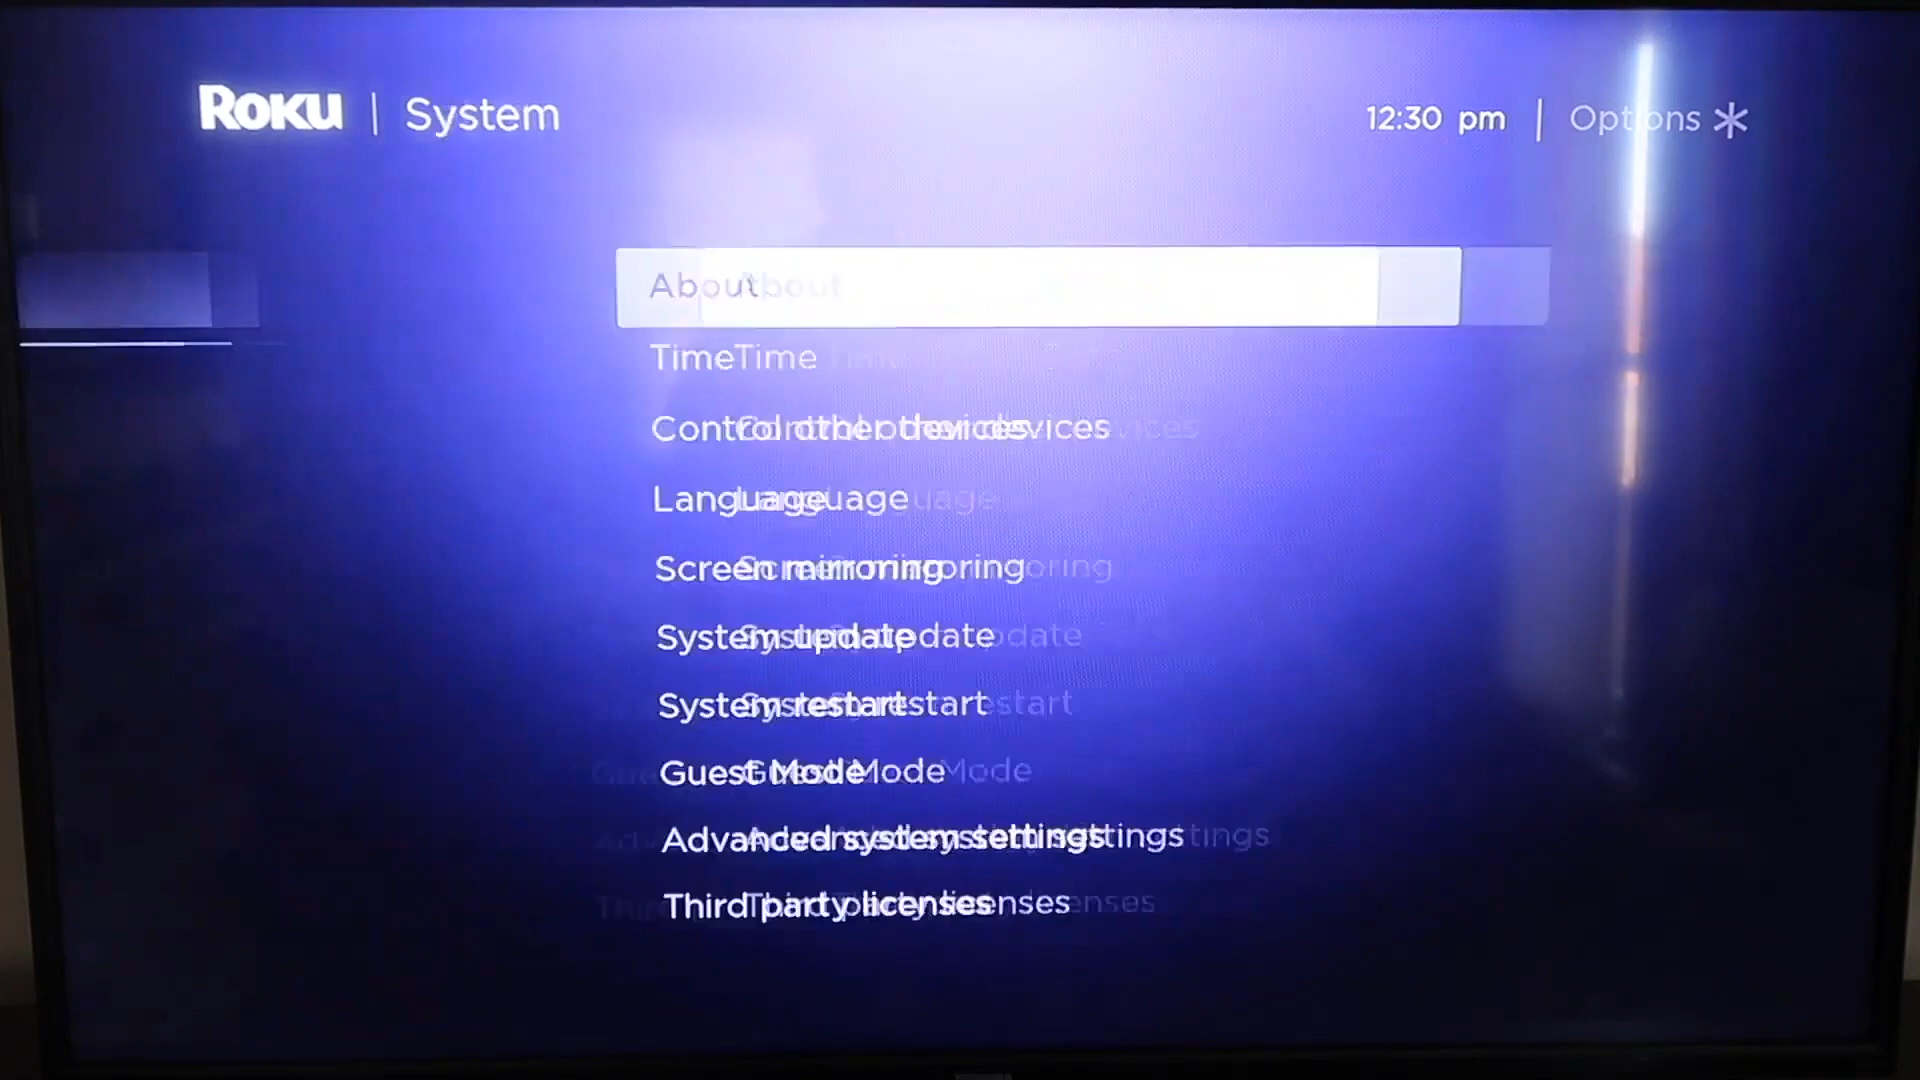 Roku | System
12:30 pm | Options *
About
Time
Control other devices
Language
Screen mirroring
System update
System restart
Guest Mode
Advanced system settings
Third party licenses